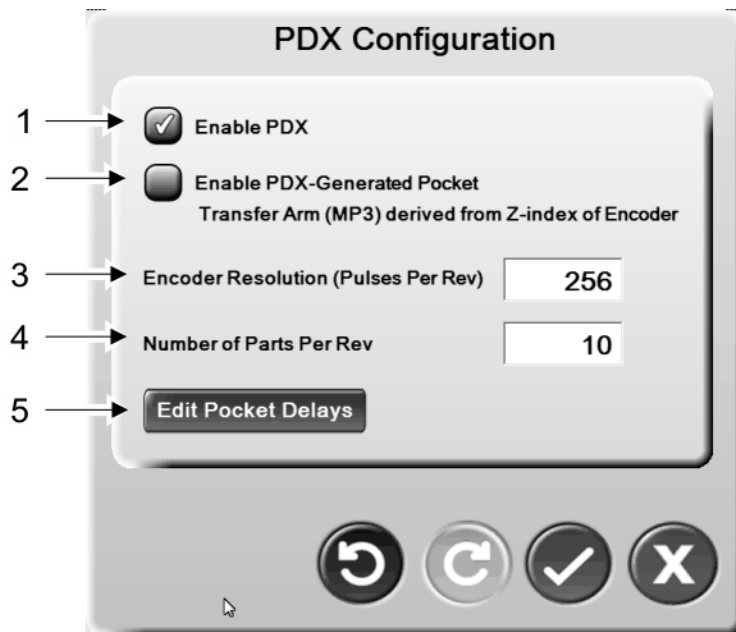 PDX Configuration
1 Enable PDX
2 Enable PDX-Generated Pocket
Transfer Arm (MP3) derived from Z-index of Encoder
3 Encoder Resolution (Pulses Per Rev) 256
4 Number of Parts Per Rev 10
5 Edit Pocket Delays